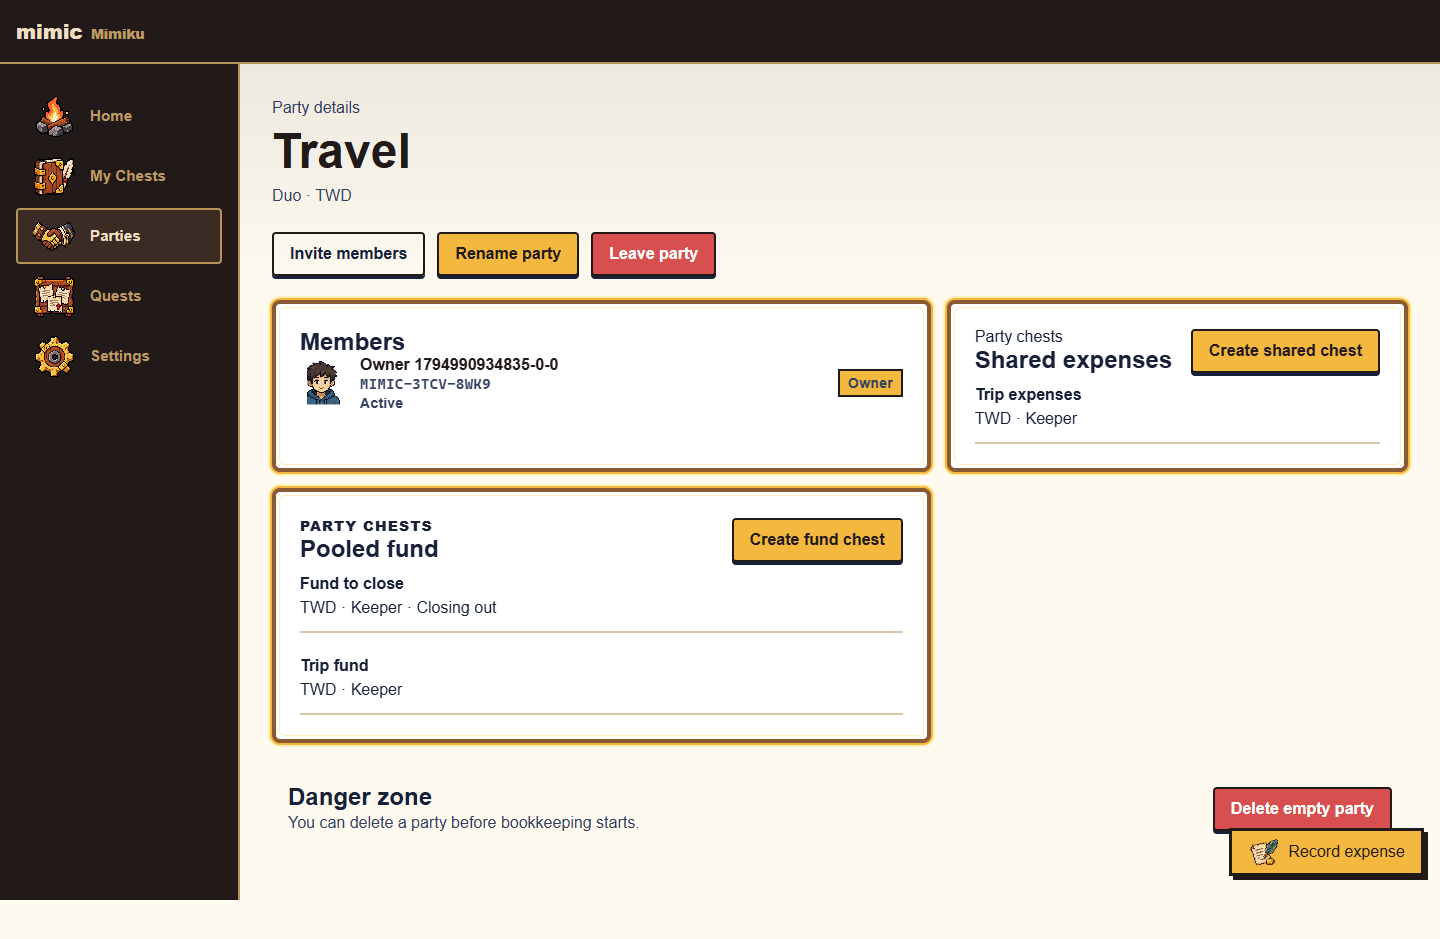 mimic Mimiku
Home
My Chests
Parties
Quests
Settings
Party details
Travel
Duo · TWD
Invite members
Rename party
Leave party
Members
Owner 1794990934835-0-0
MIMIC-3TCV-8WK9
Active
Owner
Party chests
Shared expenses
Create shared chest
Trip expenses
TWD · Keeper
PARTY CHESTS
Pooled fund
Create fund chest
Fund to close
TWD · Keeper · Closing out
Trip fund
TWD · Keeper
Danger zone
You can delete a party before bookkeeping starts.
Delete empty party
Record expense